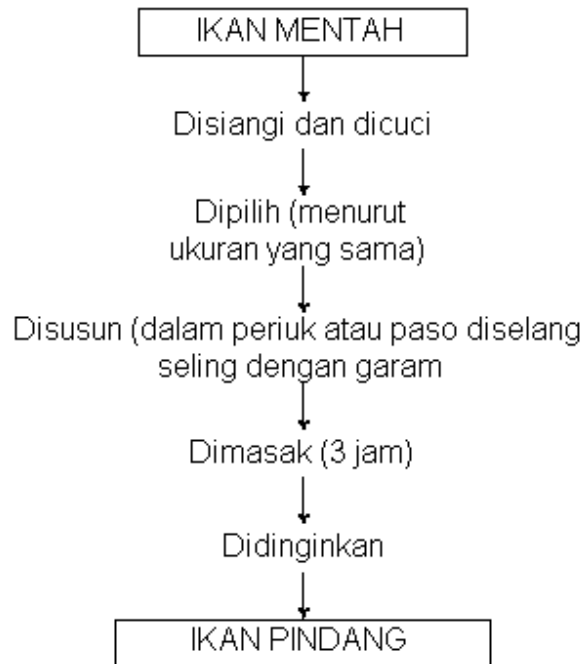 IKAN MENTAH
Disiangi dan dicuci
Dipilih (menurut
ukuran yang sama)
Disusun (dalam periuk atau paso diselang
seling dengan garam
Dimasak (3 jam)
Didinginkan
IKAN PINDANG